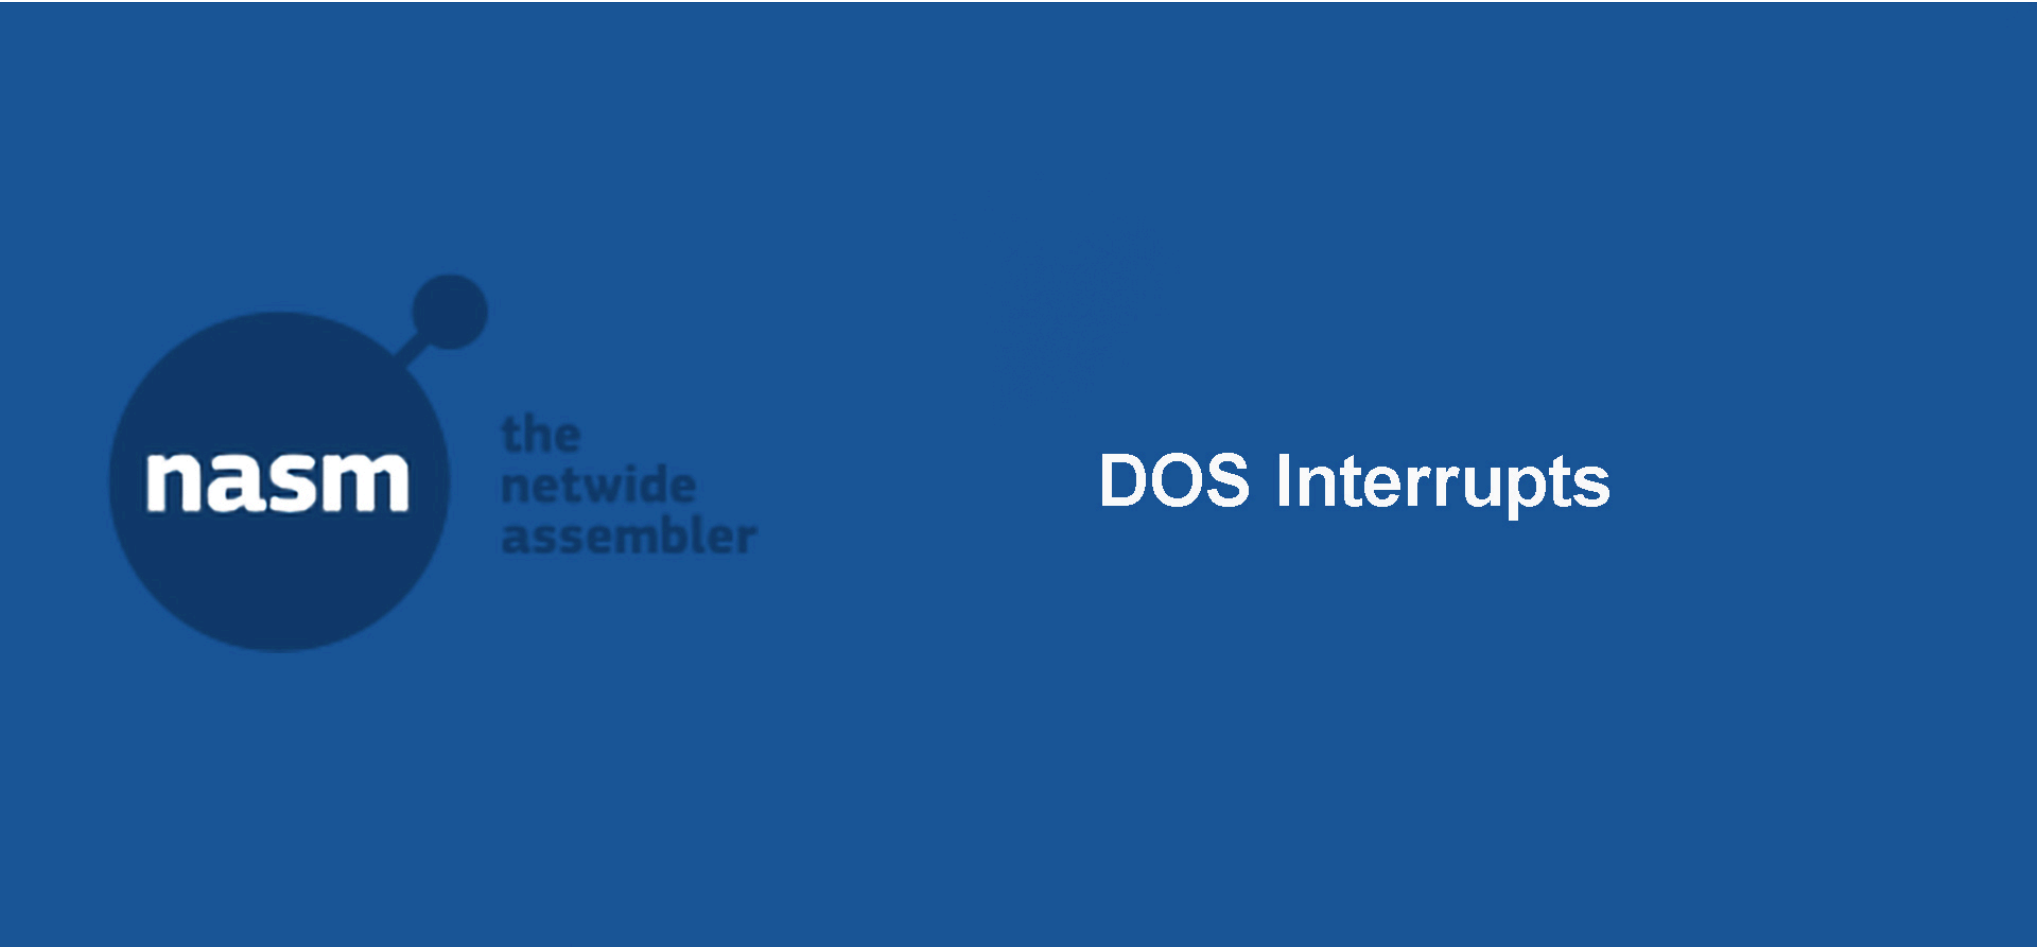 nasm
the
netwide
assembler
DOS Interrupts